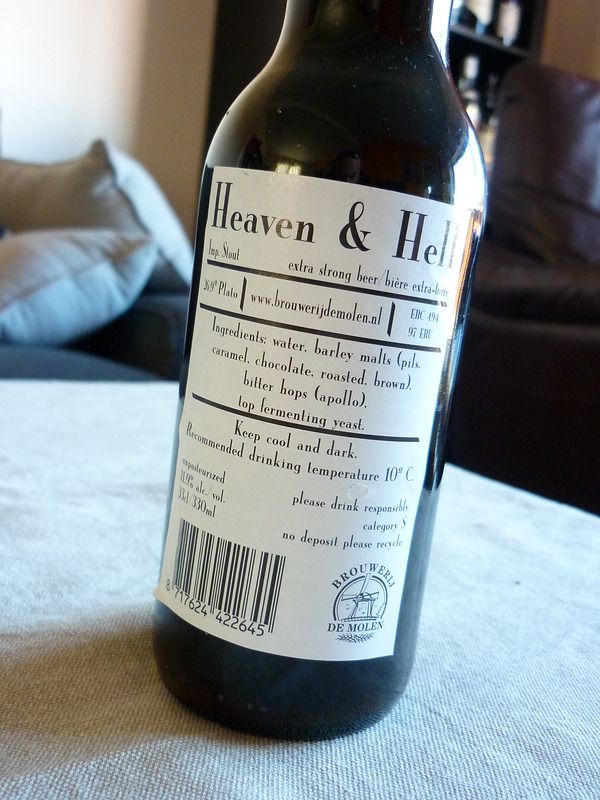 Heaven & Hell
Imp. Stout
extra strong beer/bière extra-forte
26.9° Plato
www.brouwerijdemolen.nl
EBC 494
97 EBU
Ingredients: water, barley malts (pils,
caramel, chocolate, roasted, brown),
bitter hops (apollo),
top fermenting yeast.
Keep cool and dark.
Recommended drinking temperature 10° C.
unpasteurized
11.9% alc./vol.
33cl/330ml
please drink responsibly
category S
no deposit please recycle
8 717624 422645
BROUWERIJ
DE MOLEN